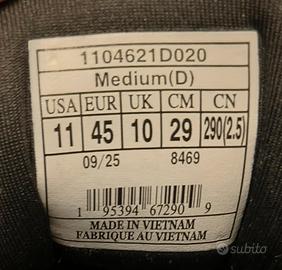 1104621D020
Medium(D)
USA EUR UK CM CN
11 45 10 29 290(2.5)
09/25 8469
1 95394 67290 9
MADE IN VIETNAM
FABRIQUE AU VIETNAM
subito